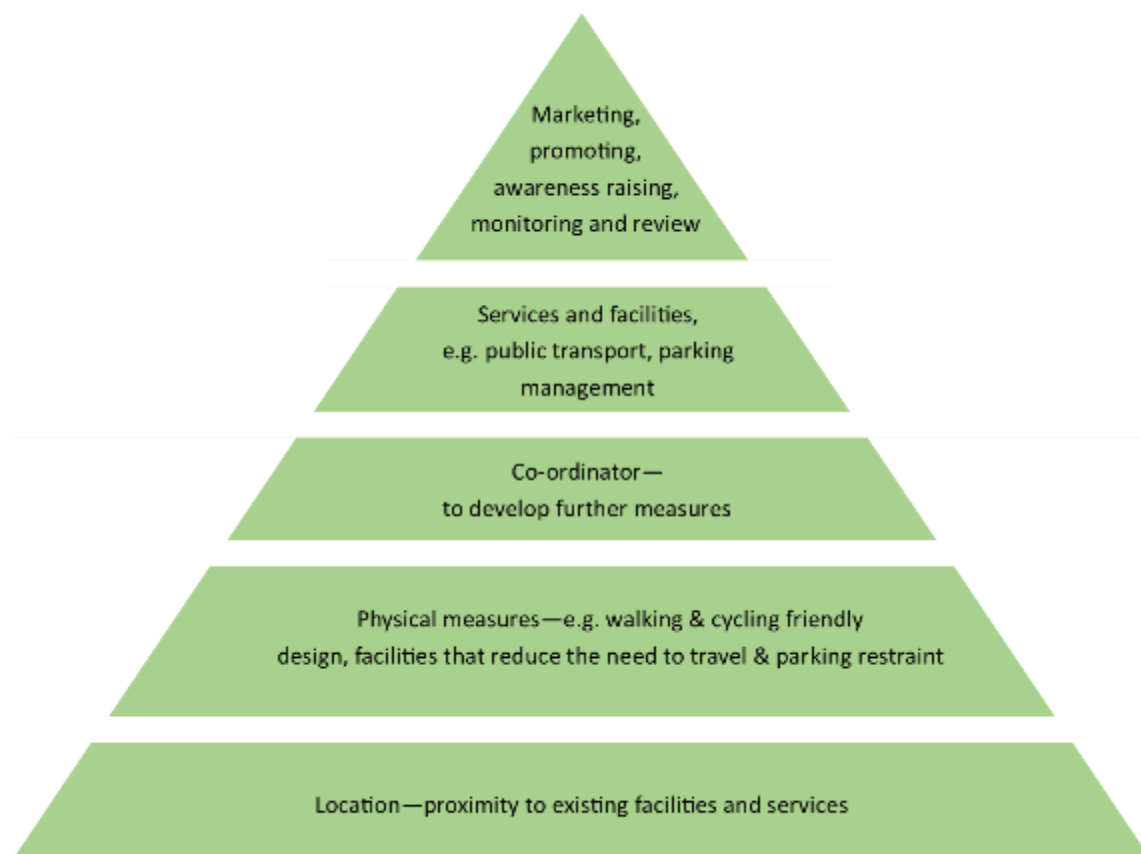 Marketing,
promoting,
awareness raising,
monitoring and review
Services and facilities,
e.g. public transport, parking
management
Co-ordinator—
to develop further measures
Physical measures—e.g. walking & cycling friendly
design, facilities that reduce the need to travel & parking restraint
Location—proximity to existing facilities and services